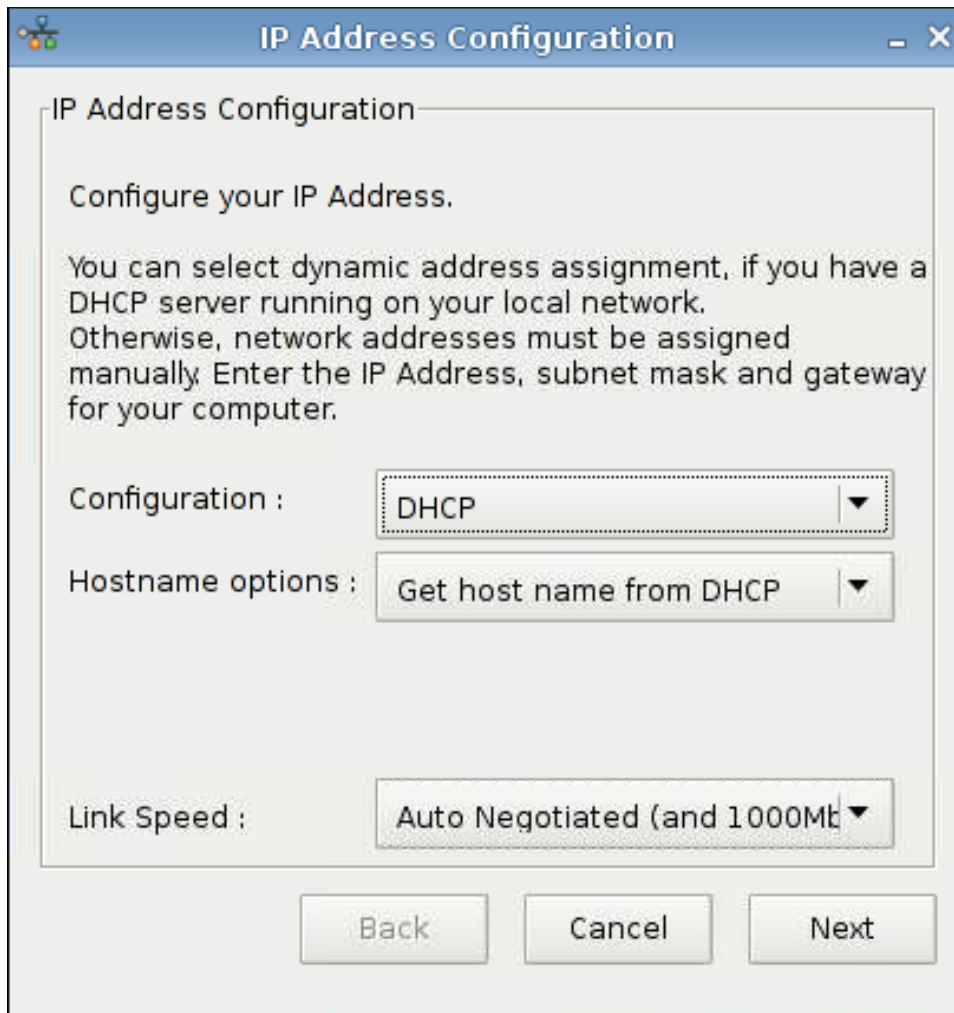 IP Address Configuration
IP Address Configuration
Configure your IP Address.
You can select dynamic address assignment, if you have a
DHCP server running on your local network.
Otherwise, network addresses must be assigned
manually. Enter the IP Address, subnet mask and gateway
for your computer.
Configuration : DHCP
Hostname options : Get host name from DHCP
Link Speed : Auto Negotiated (and 1000Mb
Back Cancel Next